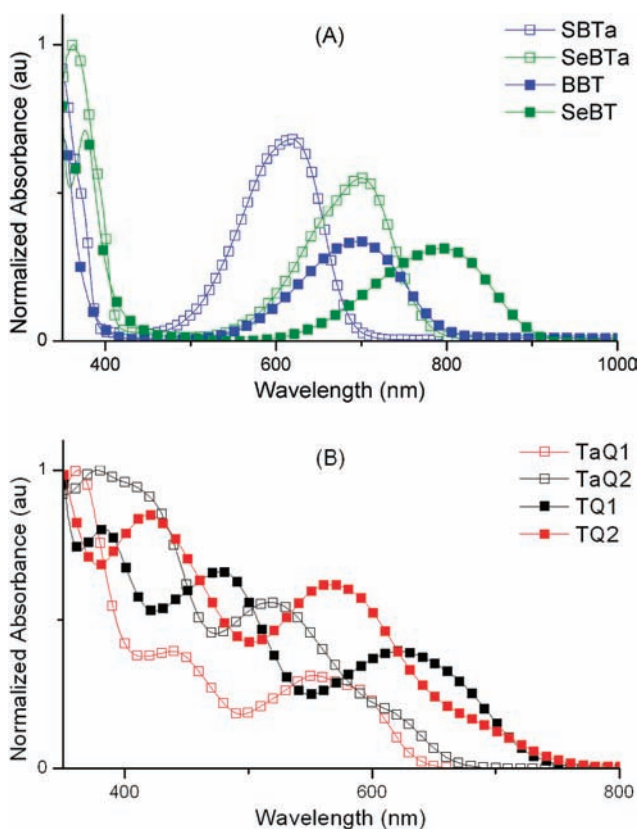 (A)
SBTa
SeBTa
BBT
SeBT
Normalized Absorbance (au)
1
0
400
600
800
1000
Wavelength (nm)
(B)
TaQ1
TaQ2
TQ1
TQ2
Normalized Absorbance (au)
1
0
400
600
800
Wavelength (nm)